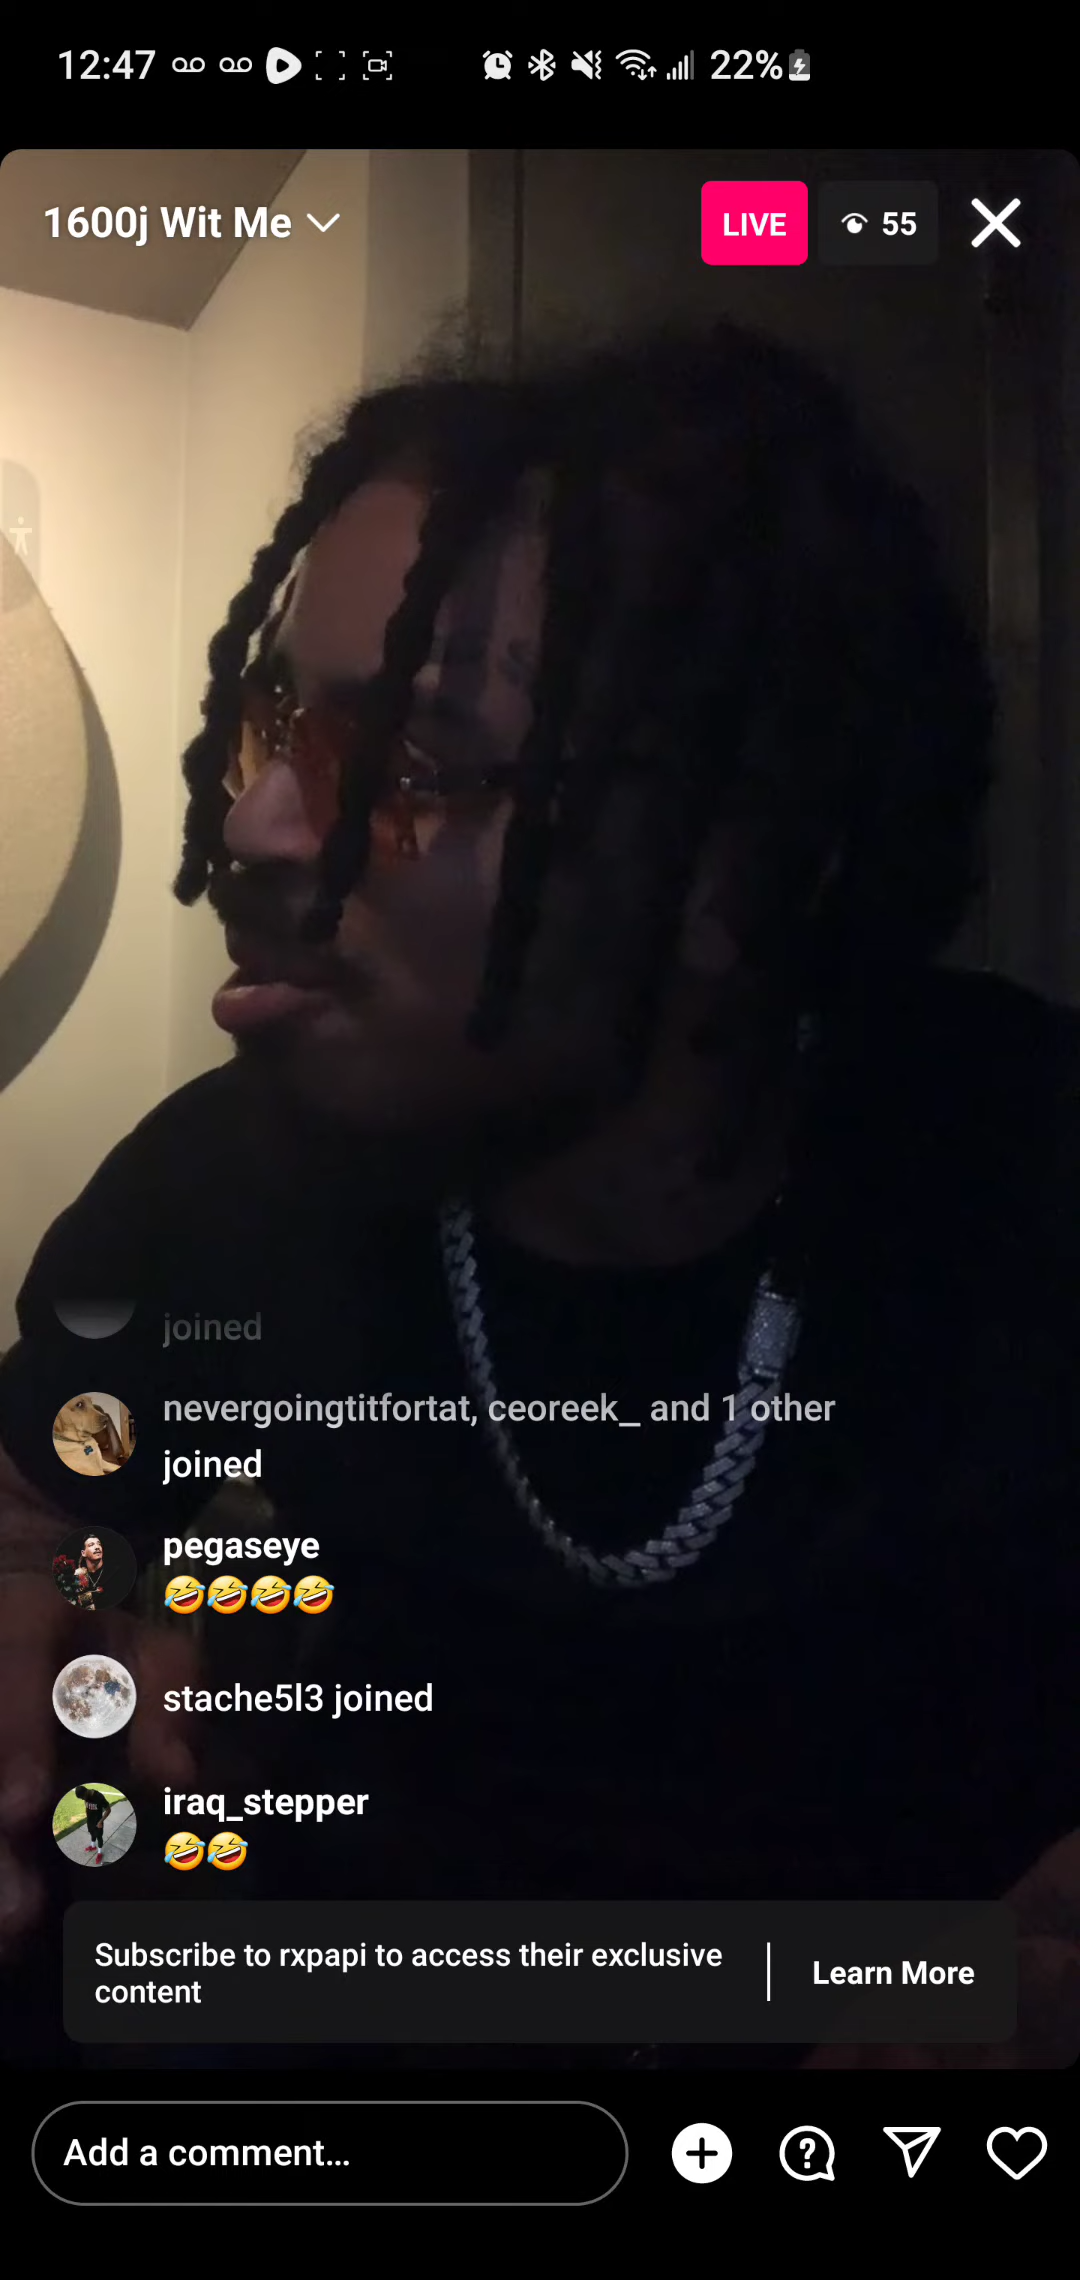 12:47
22%
1600j Wit Me
LIVE
55
joined
nevergoingtitfortat, ceoreek_ and 1 other
joined
pegaseye
🤣🤣🤣🤣
stache5l3 joined
iraq_stepper
🤣🤣
Subscribe to rxpapi to access their exclusive
content
Learn More
Add a comment...